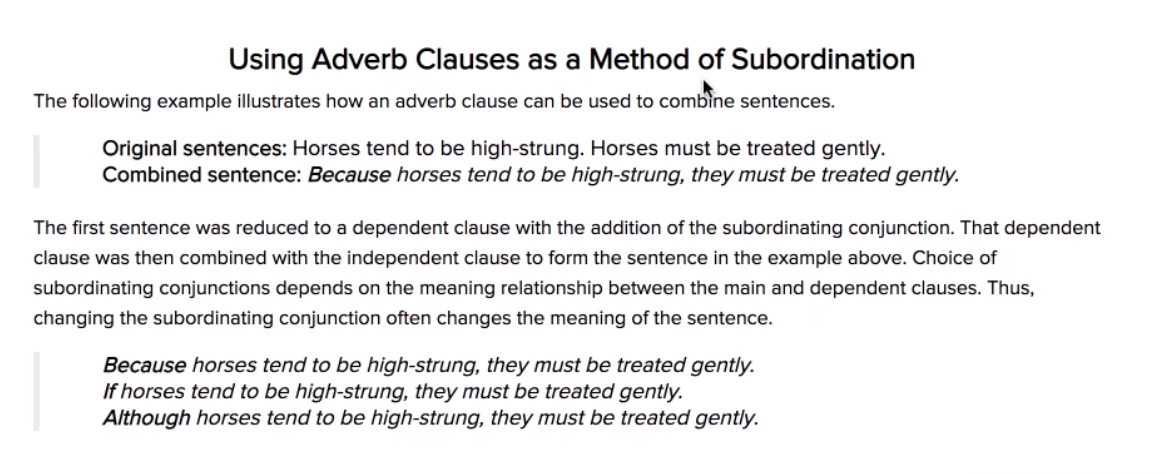 Using Adverb Clauses as a Method of Subordination
The following example illustrates how an adverb clause can be used to combine sentences.
Original sentences: Horses tend to be high-strung. Horses must be treated gently.
Combined sentence: Because horses tend to be high-strung, they must be treated gently.
The first sentence was reduced to a dependent clause with the addition of the subordinating conjunction. That dependent
clause was then combined with the independent clause to form the sentence in the example above. Choice of
subordinating conjunctions depends on the meaning relationship between the main and dependent clauses. Thus,
changing the subordinating conjunction often changes the meaning of the sentence.
Because horses tend to be high-strung, they must be treated gently.
If horses tend to be high-strung, they must be treated gently.
Although horses tend to be high-strung, they must be treated gently.